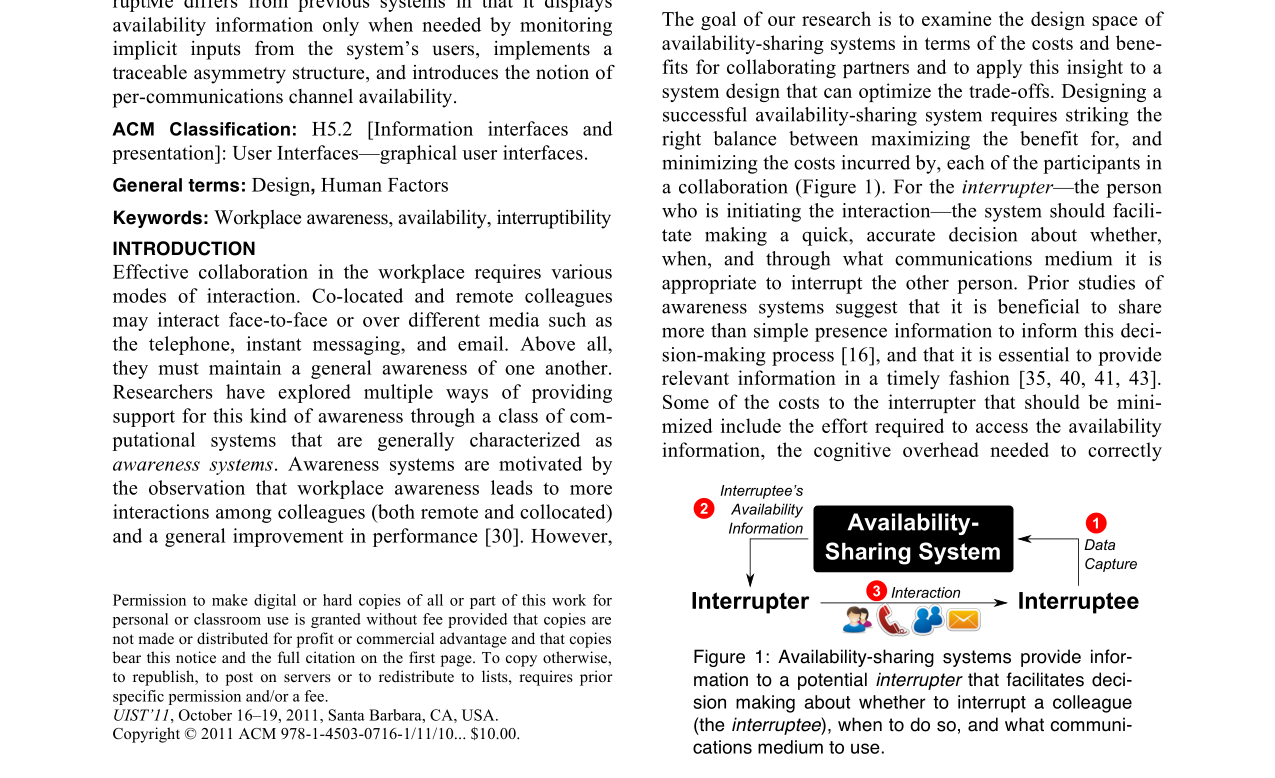 ruptMe differs from previous systems in that it displays
availability information only when needed by monitoring
implicit inputs from the system's users, implements a
traceable asymmetry structure, and introduces the notion of
per-communications channel availability.
ACM Classification: H5.2 [Information interfaces and
presentation]: User Interfaces—graphical user interfaces.
General terms: Design, Human Factors
Keywords: Workplace awareness, availability, interruptibility
INTRODUCTION
Effective collaboration in the workplace requires various
modes of interaction. Co-located and remote colleagues
may interact face-to-face or over different media such as
the telephone, instant messaging, and email. Above all,
they must maintain a general awareness of one another.
Researchers have explored multiple ways of providing
support for this kind of awareness through a class of com-
putational systems that are generally characterized as
awareness systems. Awareness systems are motivated by
the observation that workplace awareness leads to more
interactions among colleagues (both remote and collocated)
and a general improvement in performance [30]. However,
Permission to make digital or hard copies of all or part of this work for
personal or classroom use is granted without fee provided that copies are
not made or distributed for profit or commercial advantage and that copies
bear this notice and the full citation on the first page. To copy otherwise,
to republish, to post on servers or to redistribute to lists, requires prior
specific permission and/or a fee.
UIST'11, October 16–19, 2011, Santa Barbara, CA, USA.
Copyright © 2011 ACM 978-1-4503-0716-1/11/10... $10.00.
The goal of our research is to examine the design space of
availability-sharing systems in terms of the costs and bene-
fits for collaborating partners and to apply this insight to a
system design that can optimize the trade-offs. Designing a
successful availability-sharing system requires striking the
right balance between maximizing the benefit for, and
minimizing the costs incurred by, each of the participants in
a collaboration (Figure 1). For the interrupter—the person
who is initiating the interaction—the system should facili-
tate making a quick, accurate decision about whether,
when, and through what communications medium it is
appropriate to interrupt the other person. Prior studies of
awareness systems suggest that it is beneficial to share
more than simple presence information to inform this deci-
sion-making process [16], and that it is essential to provide
relevant information in a timely fashion [35, 40, 41, 43].
Some of the costs to the interrupter that should be mini-
mized include the effort required to access the availability
information, the cognitive overhead needed to correctly
2
Interruptee's
Availability
Information
Availability-
Sharing System
1
Data
Capture
Interrupter
3 Interaction
Interruptee
Figure 1: Availability-sharing systems provide infor-
mation to a potential interrupter that facilitates deci-
sion making about whether to interrupt a colleague
(the interruptee), when to do so, and what communi-
cations medium to use.